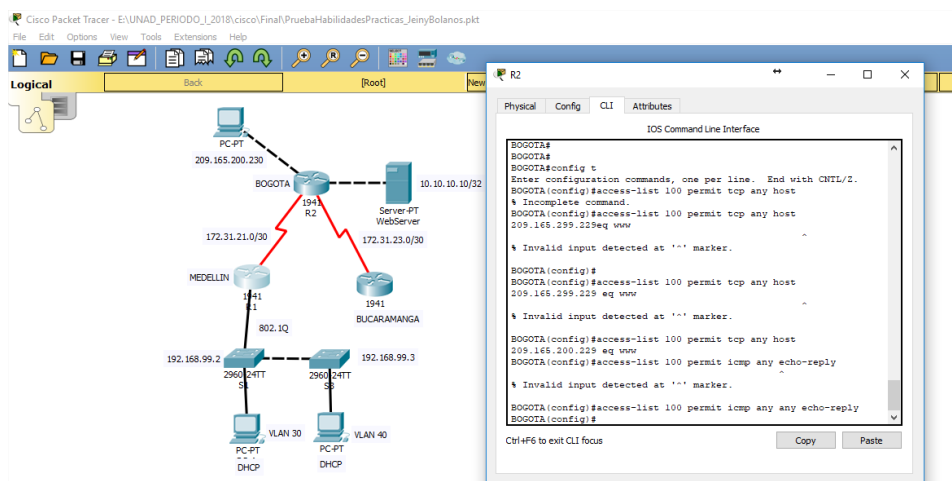 Cisco Packet Tracer - E:\UNAD_PERIODO_I_2018\cisco\Final\PruebaHabilidadesPracticas_JeinyBolanos.pkt
File Edit Options View Tools Extensions Help
Logical
Back
[Root]
New
PC-PT
209.165.200.230
BOGOTA
1941
R2
Server-PT
WebServer
10.10.10.10/32
172.31.21.0/30
172.31.23.0/30
MEDELLIN
1941
1941
BUCARAMANGA
802.1Q
192.168.99.2
192.168.99.3
2960-24TT
2960-24TT
VLAN 30
VLAN 40
PC-PT
PC-PT
DHCP
DHCP
R2
Physical Config CLI Attributes
IOS Command Line Interface
BOGOTA#
BOGOTA#
BOGOTA#config t
Enter configuration commands, one per line. End with CNTL/Z.
BOGOTA(config)#access-list 100 permit tcp any host
% Incomplete command.
BOGOTA(config)#access-list 100 permit tcp any host
209.165.299.229eq www
^
% Invalid input detected at '^' marker.
BOGOTA(config)#
BOGOTA(config)#access-list 100 permit tcp any host
209.165.299.229 eq www
^
% Invalid input detected at '^' marker.
BOGOTA(config)#access-list 100 permit tcp any host
209.165.200.229 eq www
BOGOTA(config)#access-list 100 permit icmp any echo-reply
^
% Invalid input detected at '^' marker.
BOGOTA(config)#access-list 100 permit icmp any any echo-reply
BOGOTA(config)#
Ctrl+F6 to exit CLI focus
Copy
Paste